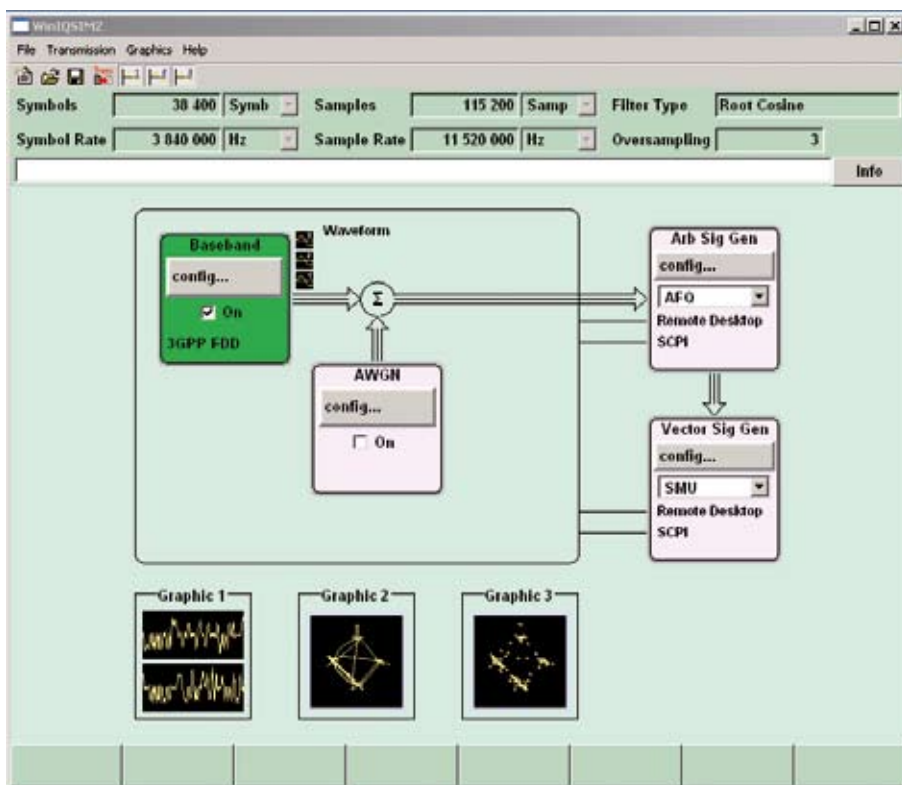 WinIQSIM2
File Transmission Graphics Help
Symbols 38 400 Symb Samples 115 200 Samp Filter Type Root Cosine
Symbol Rate 3 840 000 Hz Sample Rate 11 520 000 Hz Oversampling 3
Info
Waveform
Baseband
config...
On
3GPP FDD
Σ
AWGN
config...
On
Arb Sig Gen
config...
AFQ
Remote Desktop
SCPI
Vector Sig Gen
config...
SMU
Remote Desktop
SCPI
Graphic 1 Graphic 2 Graphic 3